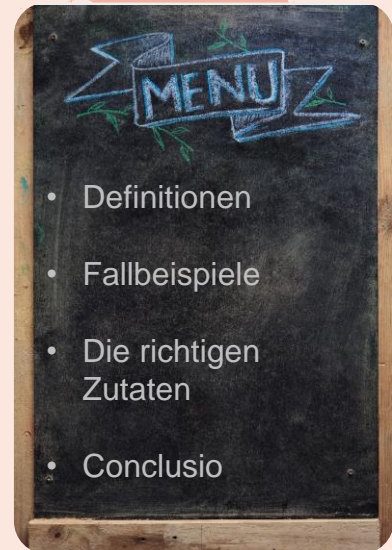 MENU
• Definitionen
• Fallbeispiele
• Die richtigen
Zutaten
• Conclusio